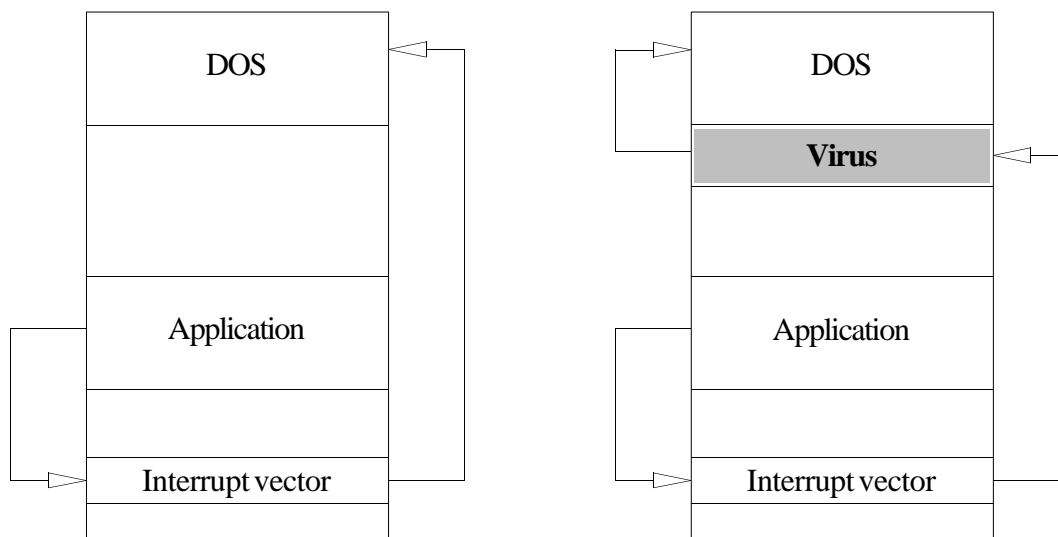 DOS
Application
Interrupt vector
DOS
Virus
Application
Interrupt vector